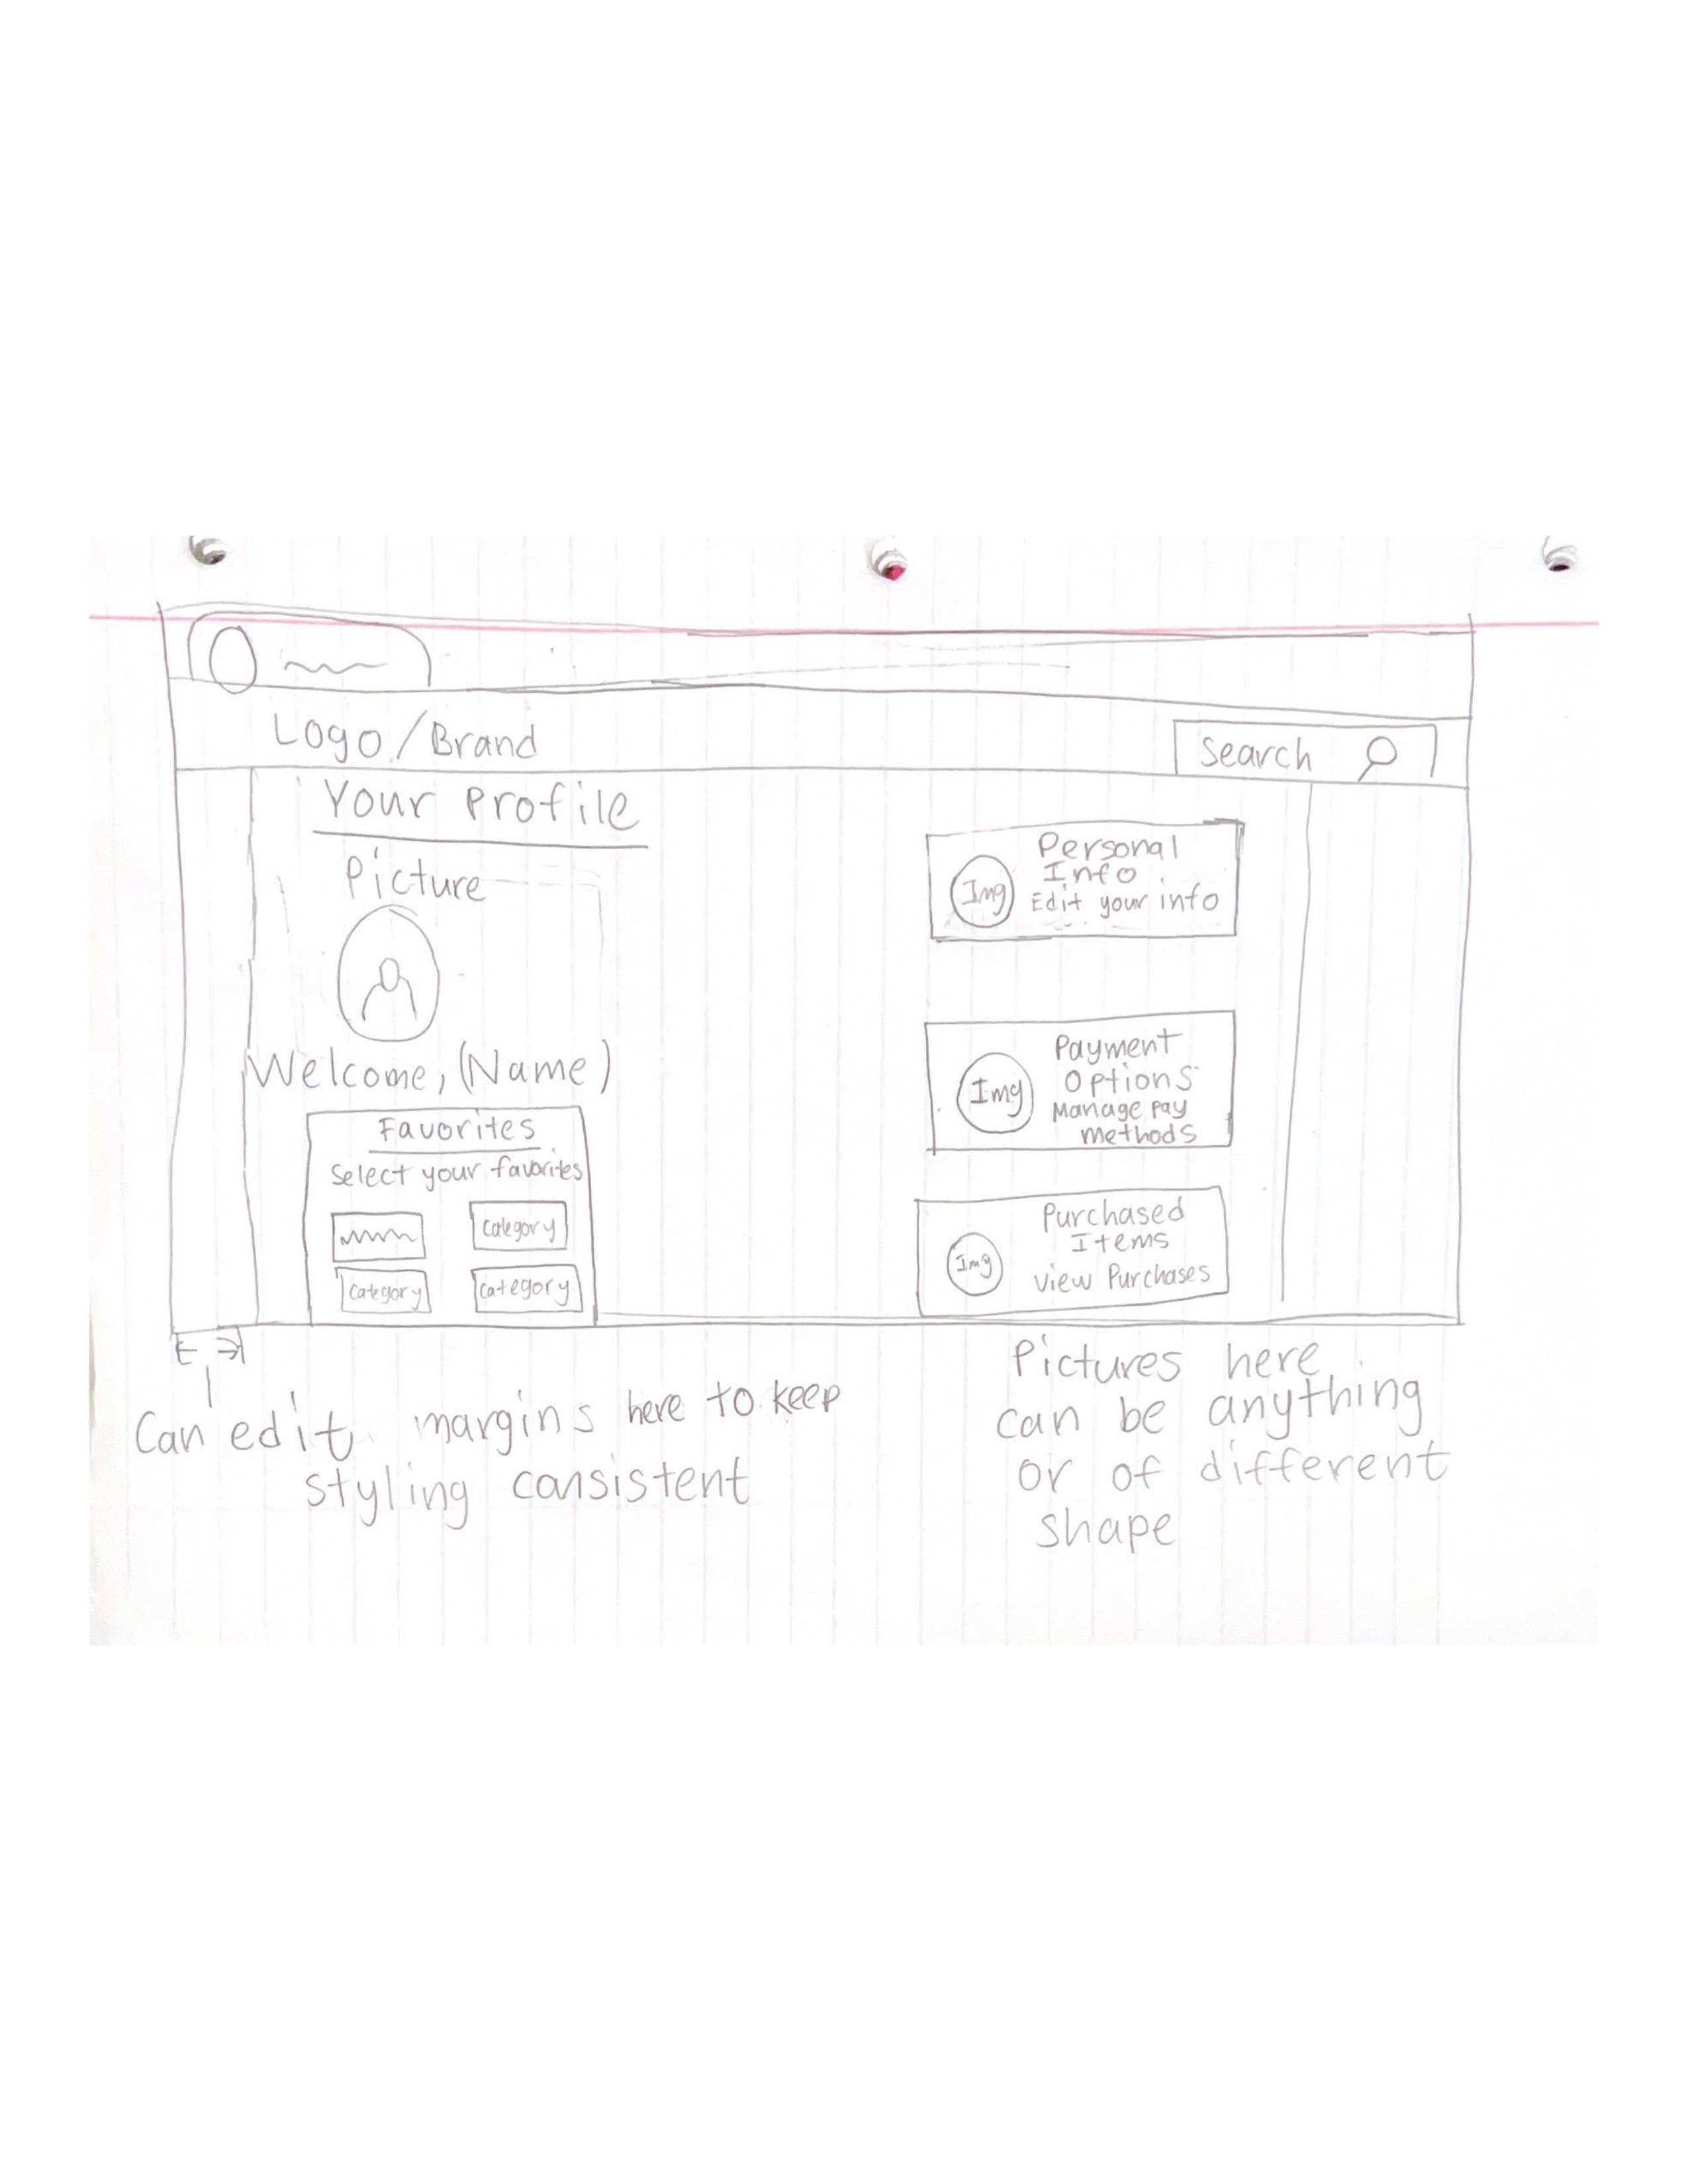 Logo/Brand
Search
Your Profile
Picture
Welcome, (Name)
Favorites
Select your favorites
Category
Category
Category
Personal
Info
Edit your info
Img
Payment
Options
Manage pay
methods
Img
Purchased
Items
View Purchases
Img
Can edit margins here to keep
styling consistent
Pictures here
can be anything
or of different
shape